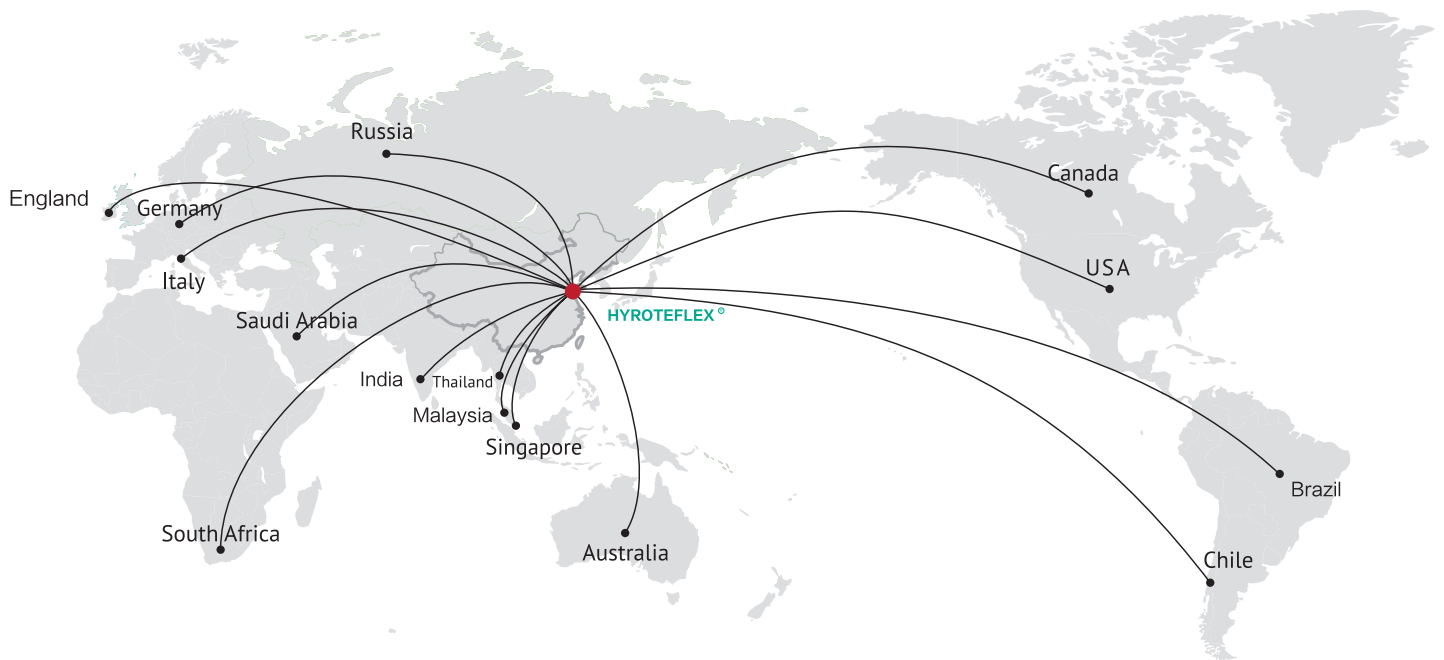 Russia
Canada
England
Germany
USA
Italy
HYROTEFLEX®
Saudi Arabia
India
Thailand
Malaysia
Singapore
Brazil
South Africa
Australia
Chile